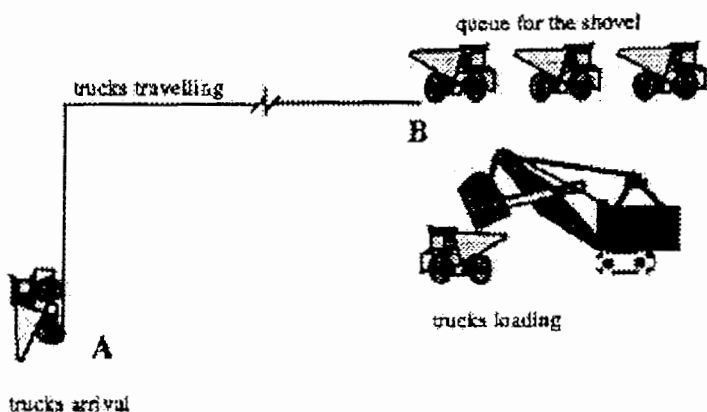 queue for the shovel
trucks travelling
B
trucks loading
A
trucks arrival